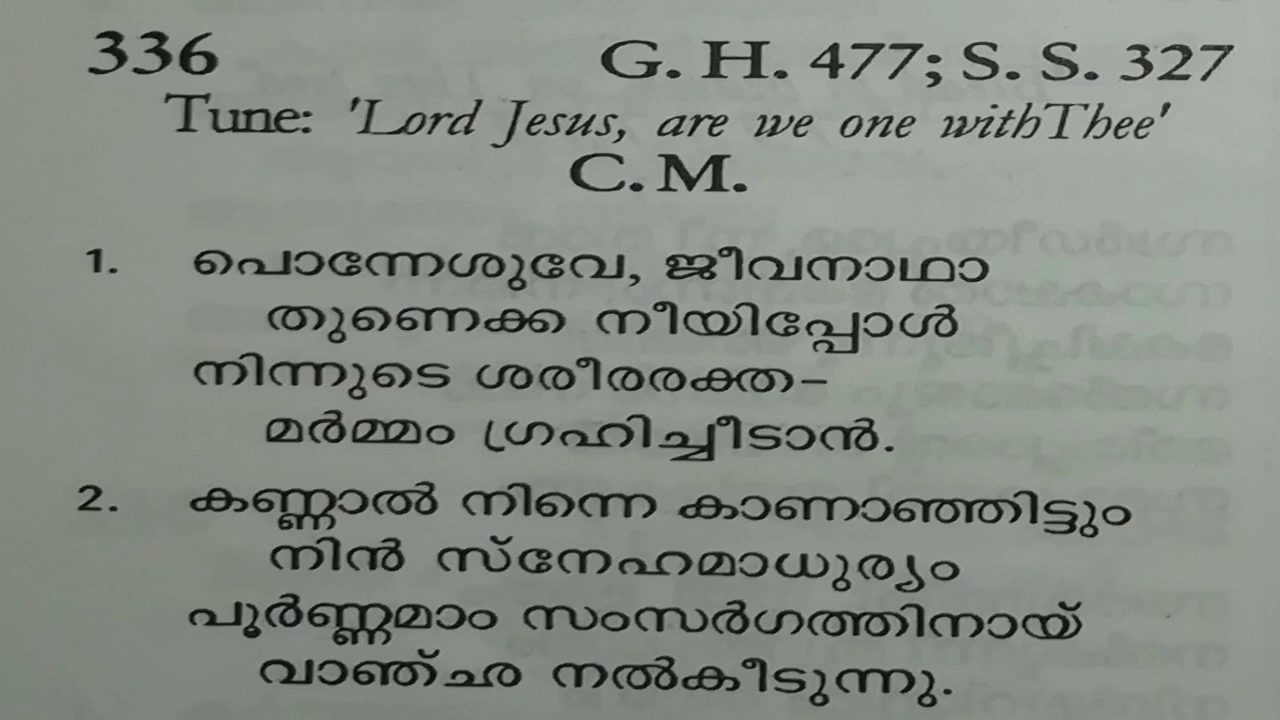 336 G. H. 477; S. S. 327
Tune: 'Lord Jesus, are we one withThee'
C. M.
1. പൊന്നേശുവേ, ജീവനാഥാ
തുണെക്ക നീയിപ്പോൾ
നിന്നുടെ ശരീരരക്ത–
മർമ്മം ഗ്രഹിച്ചീടാൻ.
2. കണ്ണാൽ നിന്നെ കാണാഞ്ഞിട്ടും
നിൻ സ്നേഹമാധുര്യം
പൂർണ്ണമാം സംസർഗത്തിനായ്
വാഞ്ഛ നൽകീടുന്നു.